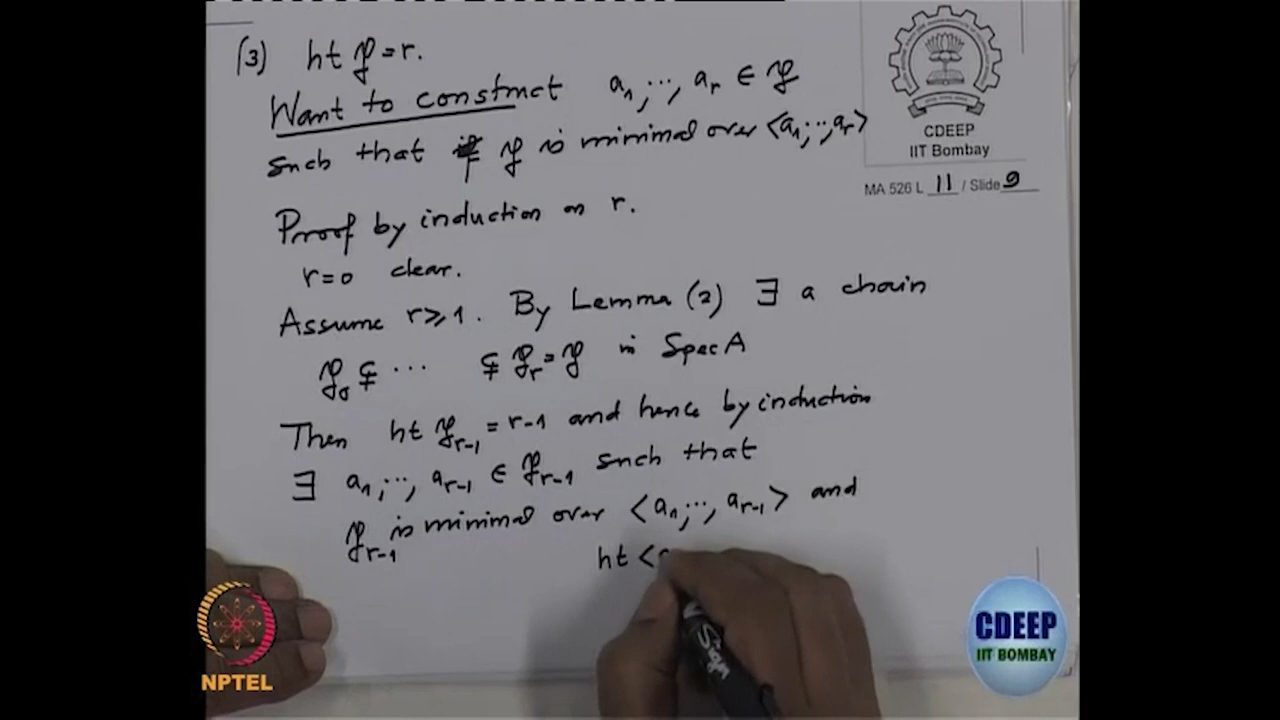 (3) ht 𝔭 = r.
Want to construct a₁, ..., aᵣ ∈ 𝔭
such that 𝔭 is minimal over <a₁, ..., aᵣ>
Proof by induction on r.
r=0 clear.
Assume r ⩾ 1. By Lemma (2) ∃ a chain
𝔭₀ ⊊ ... ⊊ 𝔭ᵣ = 𝔭 in Spec A
Then ht 𝔭ᵣ₋₁ = r-1 and hence by induction
∃ a₁, ..., aᵣ₋₁ ∈ 𝔭ᵣ₋₁ such that
𝔭ᵣ₋₁ is minimal over <a₁, ..., aᵣ₋₁> and
ht <
CDEEP
IIT Bombay
MA 526 L 11 / Slide 9
NPTEL
CDEEP
IIT BOMBAY